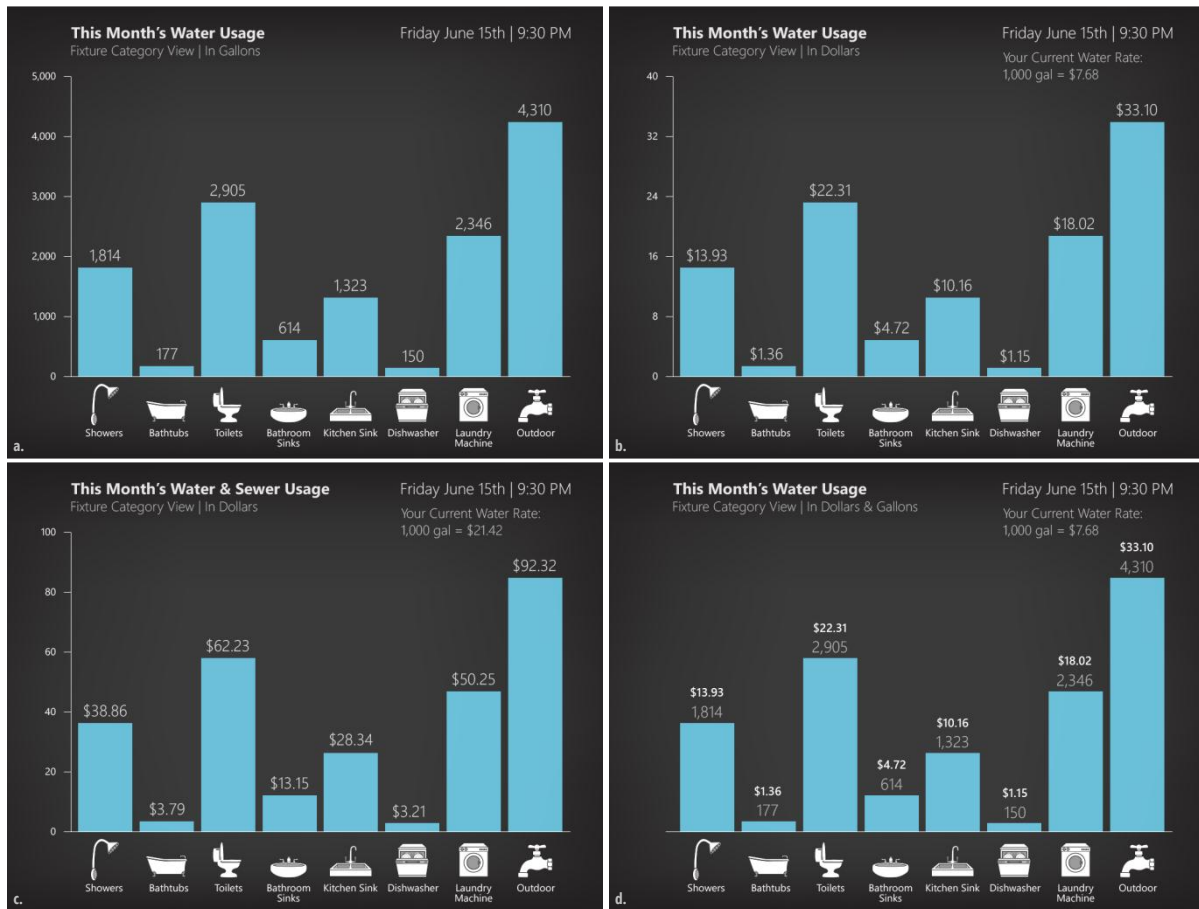 This Month's Water Usage
Friday June 15th | 9:30 PM
Fixture Category View | In Gallons
5,000
4,000
3,000
2,000
1,000
0
1,814
177
2,905
614
1,323
150
2,346
4,310
Showers
Bathtubs
Toilets
Bathroom
Sinks
Kitchen Sink
Dishwasher
Laundry
Machine
Outdoor
a.
This Month's Water Usage
Friday June 15th | 9:30 PM
Fixture Category View | In Dollars
Your Current Water Rate:
1,000 gal = $7.68
40
32
24
16
8
0
$13.93
$1.36
$22.31
$4.72
$10.16
$1.15
$18.02
$33.10
Showers
Bathtubs
Toilets
Bathroom
Sinks
Kitchen Sink
Dishwasher
Laundry
Machine
Outdoor
b.
This Month's Water & Sewer Usage
Friday June 15th | 9:30 PM
Fixture Category View | In Dollars
Your Current Water Rate:
1,000 gal = $21.42
100
80
60
40
20
0
$38.86
$3.79
$62.23
$13.15
$28.34
$3.21
$50.25
$92.32
Showers
Bathtubs
Toilets
Bathroom
Sinks
Kitchen Sink
Dishwasher
Laundry
Machine
Outdoor
c.
This Month's Water Usage
Friday June 15th | 9:30 PM
Fixture Category View | In Dollars & Gallons
Your Current Water Rate:
1,000 gal = $7.68
$13.93
1,814
$1.36
177
$22.31
2,905
$4.72
614
$10.16
1,323
$1.15
150
$18.02
2,346
$33.10
4,310
Showers
Bathtubs
Toilets
Bathroom
Sinks
Kitchen Sink
Dishwasher
Laundry
Machine
Outdoor
d.